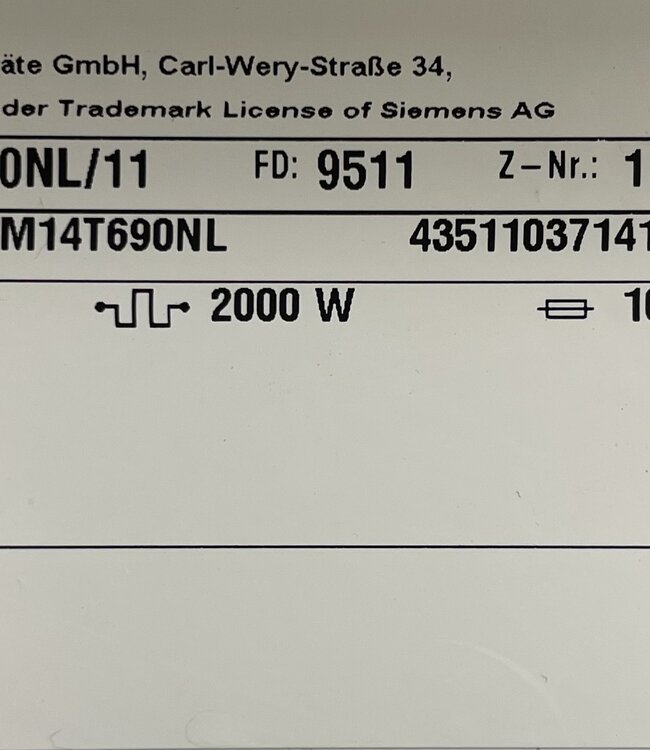 äte GmbH, Carl-Wery-Straße 34,
der Trademark License of Siemens AG
0NL/11 FD: 9511 Z-Nr.: 1
M14T690NL 43511037141
2000 W 10